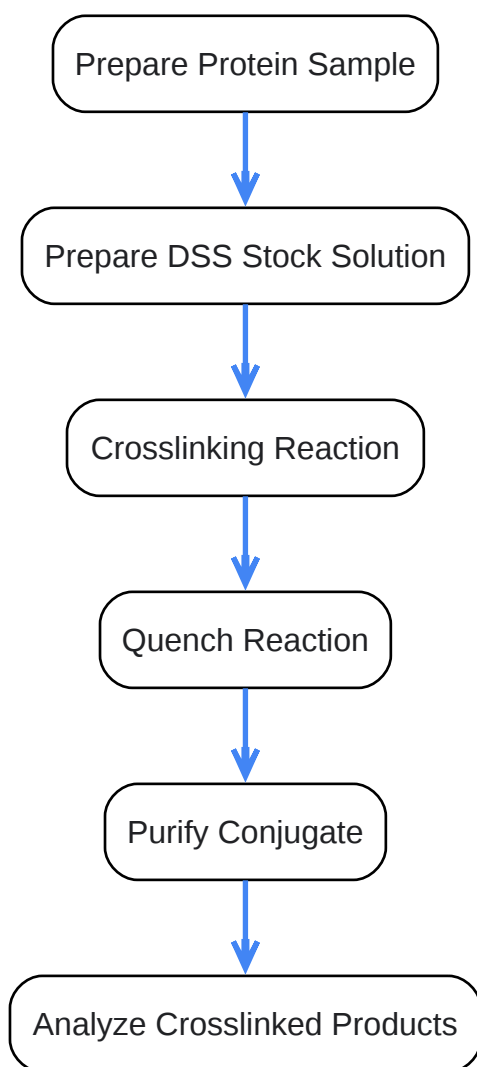 Prepare Protein Sample
Prepare DSS Stock Solution
Crosslinking Reaction
Quench Reaction
Purify Conjugate
Analyze Crosslinked Products